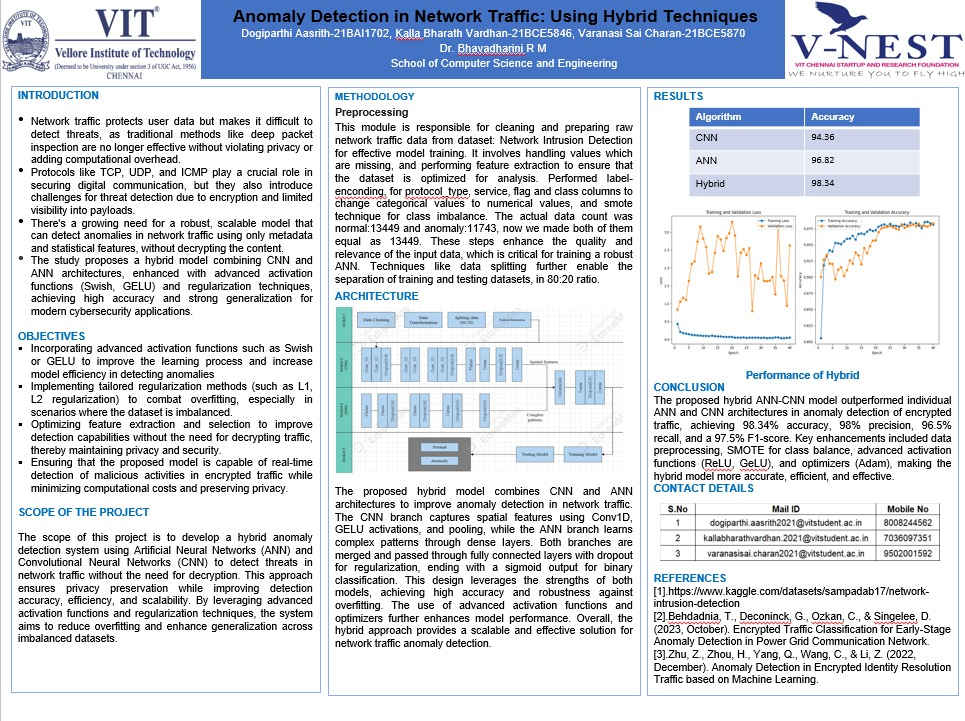 VIT
Vellore Institute of Technology
(Deemed to be University under section 3 of UGC Act, 1956)
CHENNAI
Anomaly Detection in Network Traffic: Using Hybrid Techniques
Dogiparthi Aasrith-21BAI1702, Kalla Bharath Vardhan-21BCE5846, Varanasi Sai Charan-21BCE5870
Dr. Bhavadharini R M
School of Computer Science and Engineering
V-NEST
VIT CHENNAI STARTUP AND RESEARCH FOUNDATION
WE NURTURE YOU TO FLY HIGH
INTRODUCTION
• Network traffic protects user data but makes it difficult to
detect threats, as traditional methods like deep packet
inspection are no longer effective without violating privacy or
adding computational overhead.
• Protocols like TCP, UDP, and ICMP play a crucial role in
securing digital communication, but they also introduce
challenges for threat detection due to encryption and limited
visibility into payloads.
• There's a growing need for a robust, scalable model that
can detect anomalies in network traffic using only metadata
and statistical features, without decrypting the content.
• The study proposes a hybrid model combining CNN and
ANN architectures, enhanced with advanced activation
functions (Swish, GELU) and regularization techniques,
achieving high accuracy and strong generalization for
modern cybersecurity applications.
OBJECTIVES
▪ Incorporating advanced activation functions such as Swish
or GELU to improve the learning process and increase
model efficiency in detecting anomalies
▪ Implementing tailored regularization methods (such as L1,
L2 regularization) to combat overfitting, especially in
scenarios where the dataset is imbalanced.
▪ Optimizing feature extraction and selection to improve
detection capabilities without the need for decrypting traffic,
thereby maintaining privacy and security.
▪ Ensuring that the proposed model is capable of real-time
detection of malicious activities in encrypted traffic while
minimizing computational costs and preserving privacy.
SCOPE OF THE PROJECT
The scope of this project is to develop a hybrid anomaly
detection system using Artificial Neural Networks (ANN) and
Convolutional Neural Networks (CNN) to detect threats in
network traffic without the need for decryption. This approach
ensures privacy preservation while improving detection
accuracy, efficiency, and scalability. By leveraging advanced
activation functions and regularization techniques, the system
aims to reduce overfitting and enhance generalization across
imbalanced datasets.
METHODOLOGY
Preprocessing
This module is responsible for cleaning and preparing raw
network traffic data from dataset: Network Intrusion Detection
for effective model training. It involves handling values which
are missing, and performing feature extraction to ensure that
the dataset is optimized for analysis. Performed label-
enconding, for protocol_type, service, flag and class columns to
change categorical values to numerical values, and smote
technique for class imbalance. The actual data count was
normal:13449 and anomaly:11743, now we made both of them
equal as 13449. These steps enhance the quality and
relevance of the input data, which is critical for training a robust
ANN. Techniques like data splitting further enable the
separation of training and testing datasets, in 80:20 ratio.
ARCHITECTURE
Data Cleaning
Data Transformation
Splitting data (80:20)
Feature Extraction
Spatial Features
Complex patterns
Normal
Anomaly
Testing Model
Training Model
The proposed hybrid model combines CNN and ANN
architectures to improve anomaly detection in network traffic.
The CNN branch captures spatial features using Conv1D,
GELU activations, and pooling, while the ANN branch learns
complex patterns through dense layers. Both branches are
merged and passed through fully connected layers with dropout
for regularization, ending with a sigmoid output for binary
classification. This design leverages the strengths of both
models, achieving high accuracy and robustness against
overfitting. The use of advanced activation functions and
optimizers further enhances model performance. Overall, the
hybrid approach provides a scalable and effective solution for
network traffic anomaly detection.
RESULTS
Algorithm Accuracy
CNN 94.36
ANN 96.82
Hybrid 98.34
Training and Validation Loss
Training Loss
Validation Loss
Epoch
Training and Validation Accuracy
Training Accuracy
Validation Accuracy
Epoch
Performance of Hybrid
CONCLUSION
The proposed hybrid ANN-CNN model outperformed individual
ANN and CNN architectures in anomaly detection of encrypted
traffic, achieving 98.34% accuracy, 98% precision, 96.5%
recall, and a 97.5% F1-score. Key enhancements included data
preprocessing, SMOTE for class balance, advanced activation
functions (ReLU, GeLU), and optimizers (Adam), making the
hybrid model more accurate, efficient, and effective.
CONTACT DETAILS
S.No Mail ID Mobile No
1 dogiparthi.aasrith2021@vitstudent.ac.in 8008244562
2 kallabharathvardhan.2021@vitstudent.ac.in 7036097351
3 varanasisai.charan2021@vitstudent.ac.in 9502001592
REFERENCES
[1].https://www.kaggle.com/datasets/sampadab17/network-
intrusion-detection
[2].Behdadnia, T., Deconinck, G., Ozkan, C., & Singelee, D.
(2023, October). Encrypted Traffic Classification for Early-Stage
Anomaly Detection in Power Grid Communication Network.
[3].Zhu, Z., Zhou, H., Yang, Q., Wang, C., & Li, Z. (2022,
December). Anomaly Detection in Encrypted Identity Resolution
Traffic based on Machine Learning.